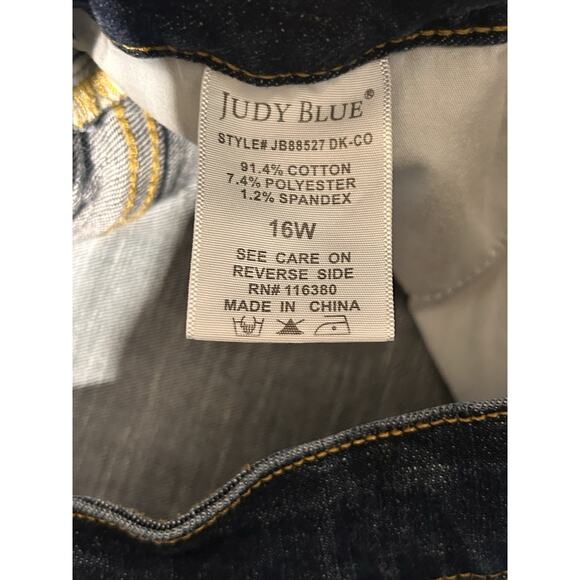 JUDY BLUE®
STYLE# JB88527 DK-CO
91.4% COTTON
7.4% POLYESTER
1.2% SPANDEX
16W
SEE CARE ON
REVERSE SIDE
RN# 116380
MADE IN CHINA